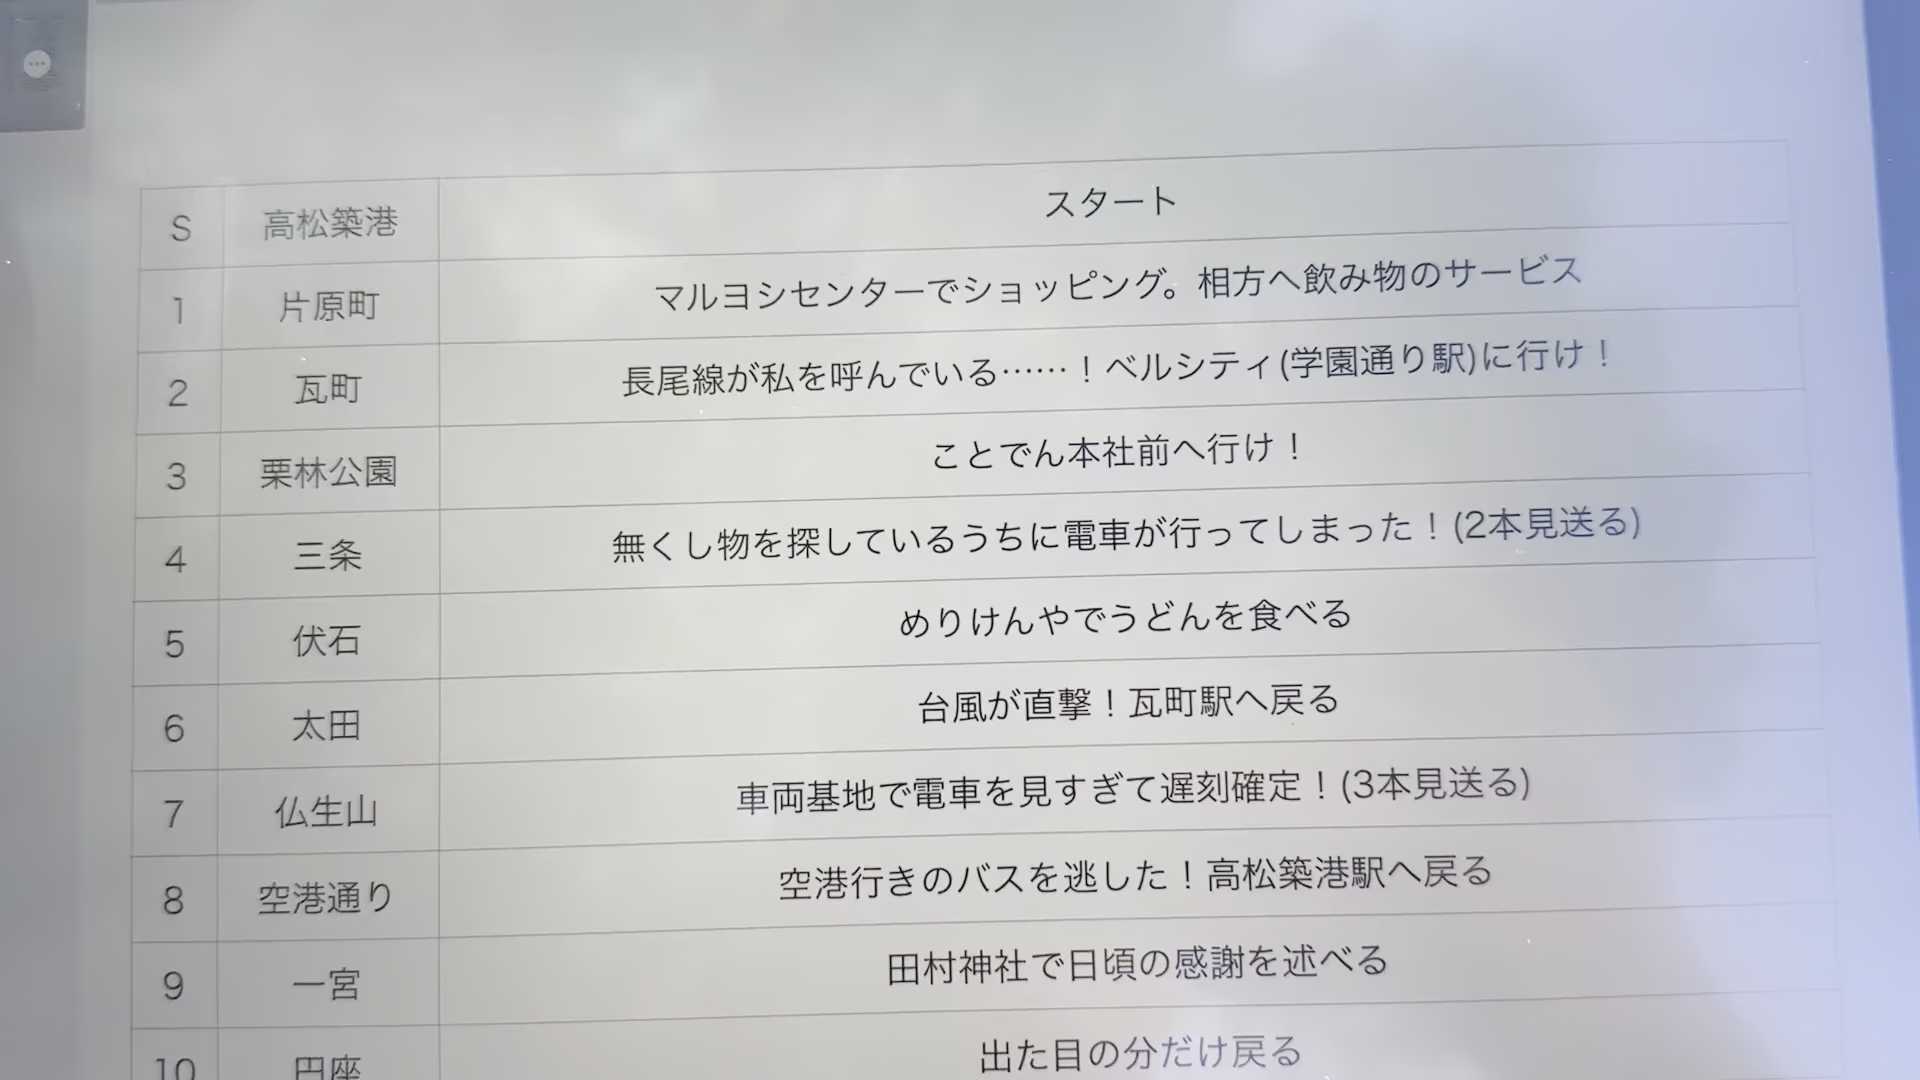 S 高松築港 スタート
1 片原町 マルヨシセンターでショッピング。相方へ飲み物のサービス
2 瓦町 長尾線が私を呼んでいる……！ベルシティ(学園通り駅)に行け！
3 栗林公園 ことでん本社前へ行け！
4 三条 無くし物を探しているうちに電車が行ってしまった！(2本見送る)
5 伏石 めりけんやでうどんを食べる
6 太田 台風が直撃！瓦町駅へ戻る
7 仏生山 車両基地で電車を見すぎて遅刻確定！(3本見送る)
8 空港通り 空港行きのバスを逃した！高松築港駅へ戻る
9 一宮 田村神社で日頃の感謝を述べる
10 円座 出た目の分だけ戻る